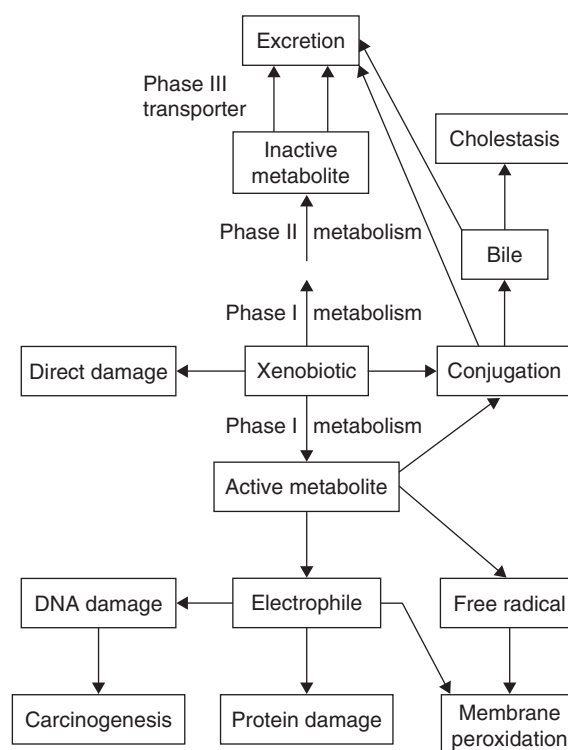 Excretion
Phase III
transporter
Cholestasis
Inactive
metabolite
Phase II metabolism
Bile
Phase I metabolism
Direct damage
Xenobiotic
Conjugation
Phase I metabolism
Active metabolite
DNA damage
Electrophile
Free radical
Carcinogenesis
Protein damage
Membrane
peroxidation